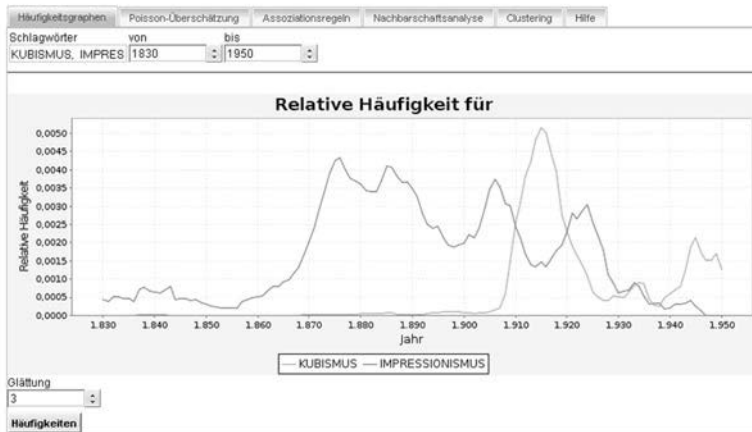 Häufigkeitsgraphen Poisson-Überschätzung Assoziationsregeln Nachbarschaftsanalyse Clustering Hilfe
Schlagwörter von bis
KUBISMUS, IMPRES 1830 1950
Relative Häufigkeit für
0,0050
0,0045
0,0040
0,0035
0,0030
0,0025
0,0020
0,0015
0,0010
0,0005
0,0000
Relative Häufigkeit
1.830 1.840 1.850 1.860 1.870 1.880 1.890 1.900 1.910 1.920 1.930 1.940 1.950
Jahr
KUBISMUS IMPRESSIONISMUS
Glättung
3
Häufigkeiten